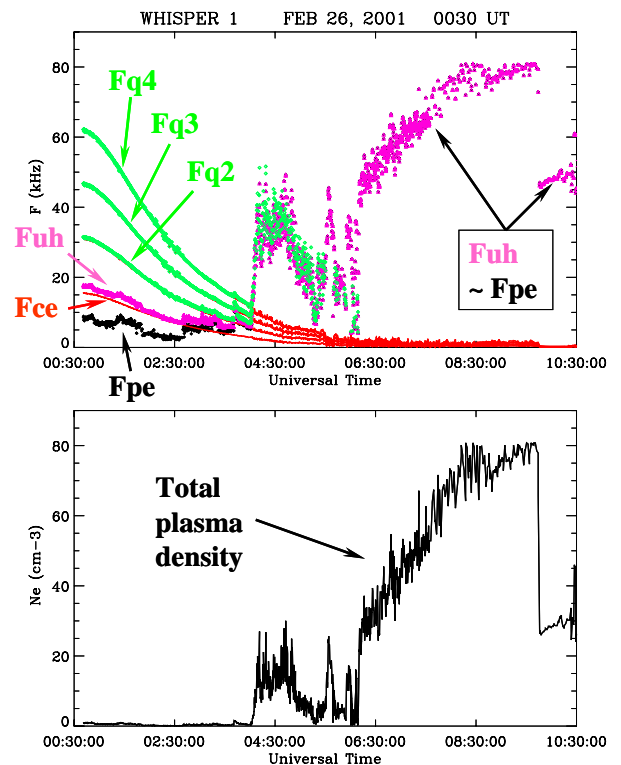 WHISPER 1 FEB 26, 2001 0030 UT
80
60
40
20
0
F (kHz)
Fq4
Fq3
Fq2
Fuh
Fce
Fpe
Fuh
~ Fpe
00:30:00 02:30:00 04:30:00 06:30:00 08:30:00 10:30:00
Universal Time
80
60
40
20
0
Ne (cm-3)
Total
plasma
density
00:30:00 02:30:00 04:30:00 06:30:00 08:30:00 10:30:00
Universal Time